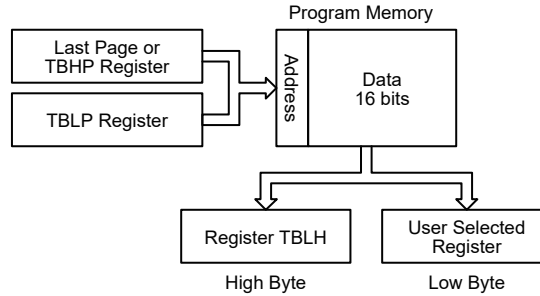 Program Memory
Last Page or
TBHP Register
TBLP Register
Address
Data
16 bits
Register TBLH
User Selected
Register
High Byte
Low Byte